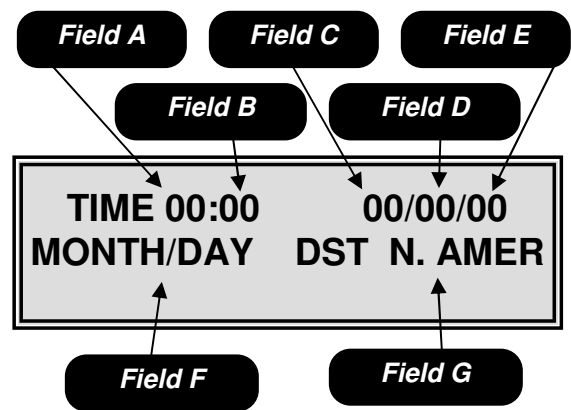 Field A Field C Field E
Field B Field D
TIME 00:00 00/00/00
MONTH/DAY DST N. AMER
Field F Field G